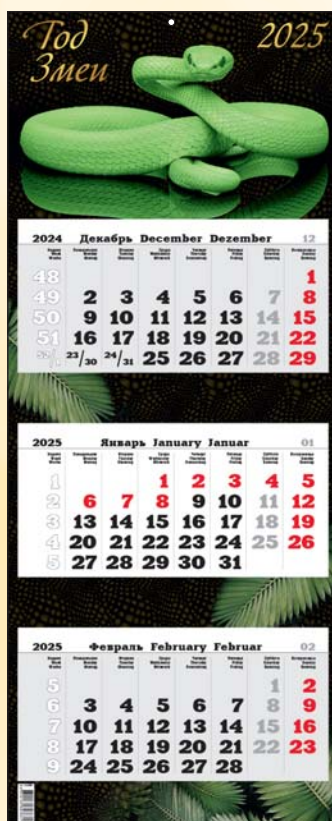 Год 2025
Змеи
2024 Декабрь December Dezember 12
48 1
49 2 3 4 5 6 7 8
50 9 10 11 12 13 14 15
51 16 17 18 19 20 21 22
52/1 23/30 24/31 25 26 27 28 29
2025 Январь January Januar 01
1 1 2 3 4 5
2 6 7 8 9 10 11 12
3 13 14 15 16 17 18 19
4 20 21 22 23 24 25 26
5 27 28 29 30 31
2025 Февраль February Februar 02
5 1 2
6 3 4 5 6 7 8 9
7 10 11 12 13 14 15 16
8 17 18 19 20 21 22 23
9 24 25 26 27 28